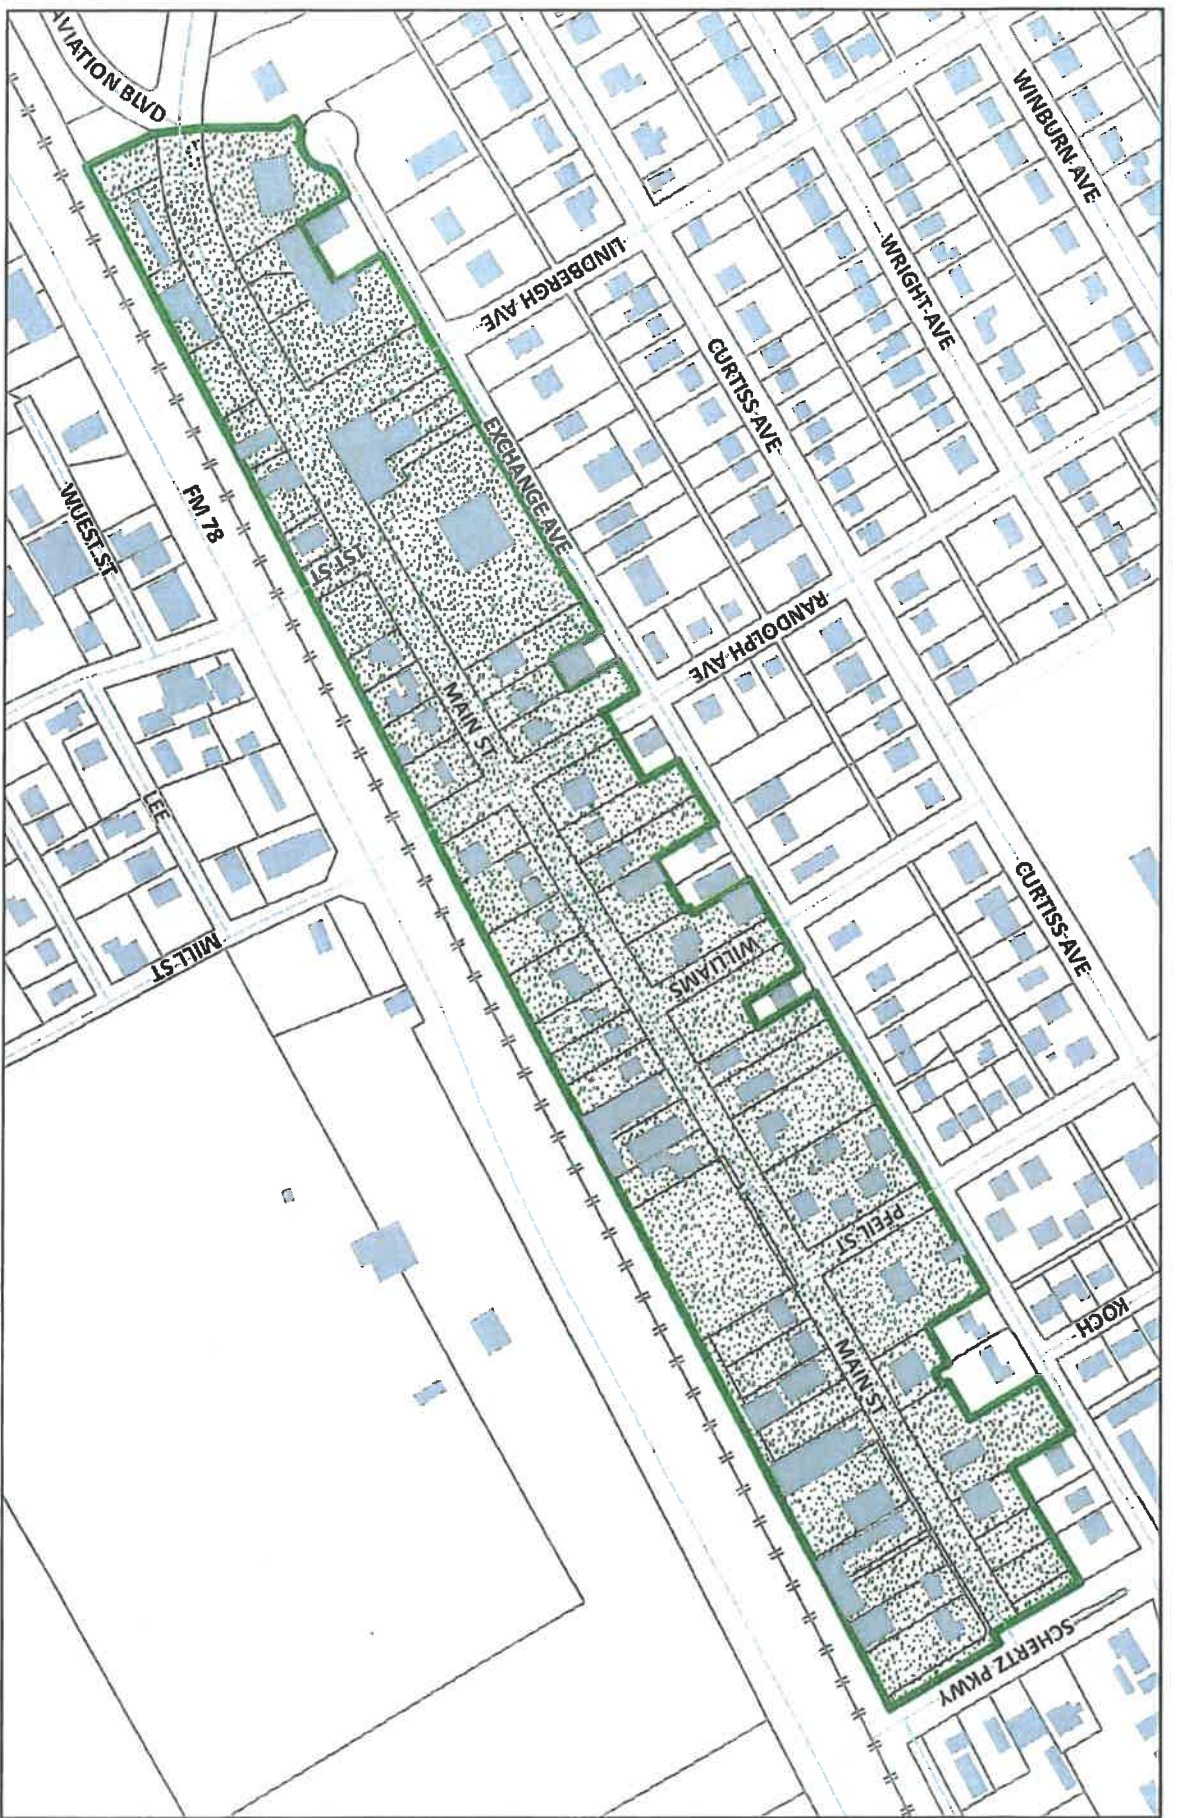 AVIATION BLVD
WINBURN AVE
WRIGHT AVE
LINDBERGH AVE
CURTISS AVE
EXCHANGE AVE
WUEST ST
FM 78
ST ST
RANDOLPH AVE
MAIN ST
LEE
CURTISS AVE
MILL ST
WILLIAMS
PFEIL ST
KOCH
MAIN ST
SCHERTZ PKWY